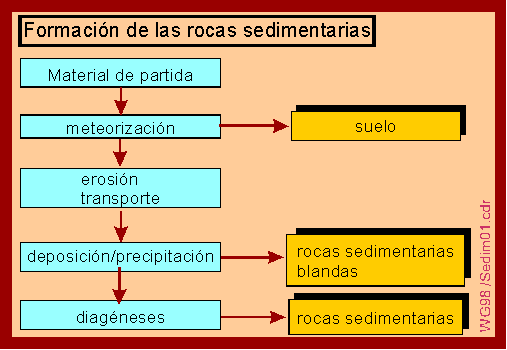 Formación de las rocas sedimentarias
Material de partida
meteorización
suelo
erosión
transporte
deposición/precipitación
rocas sedimentarias
blandas
diagéneses
rocas sedimentarias
WG98 /Sedim01.cdr